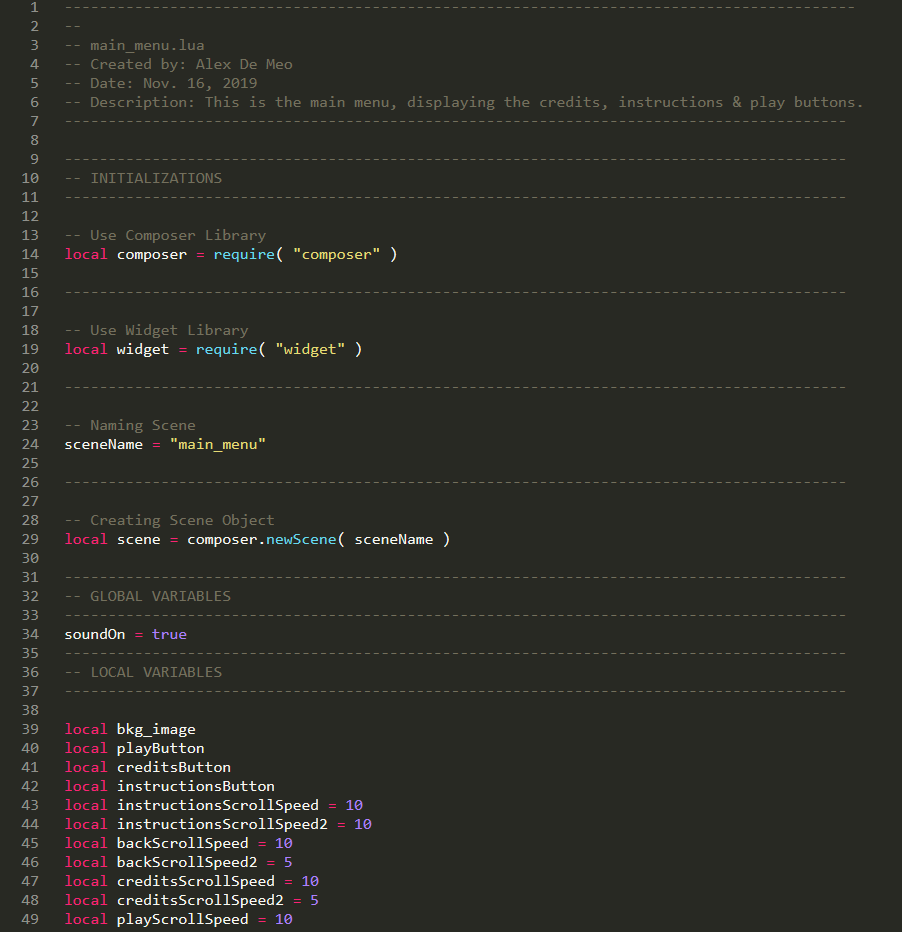 1 ------------------------------------------------------------------------------------------
2 --
3 -- main_menu.lua
4 -- Created by: Alex De Meo
5 -- Date: Nov. 16, 2019
6 -- Description: This is the main menu, displaying the credits, instructions & play buttons.
7 -----------------------------------------------------------------------------------------
8
9 -----------------------------------------------------------------------------------------
10 -- INITIALIZATIONS
11 -----------------------------------------------------------------------------------------
12
13 -- Use Composer Library
14 local composer = require( "composer" )
15
16 -----------------------------------------------------------------------------------------
17
18 -- Use Widget Library
19 local widget = require( "widget" )
20
21 -----------------------------------------------------------------------------------------
22
23 -- Naming Scene
24 sceneName = "main_menu"
25
26 -----------------------------------------------------------------------------------------
27
28 -- Creating Scene Object
29 local scene = composer.newScene( sceneName )
30
31 -----------------------------------------------------------------------------------------
32 -- GLOBAL VARIABLES
33 -----------------------------------------------------------------------------------------
34 soundOn = true
35 -----------------------------------------------------------------------------------------
36 -- LOCAL VARIABLES
37 -----------------------------------------------------------------------------------------
38
39 local bkg_image
40 local playButton
41 local creditsButton
42 local instructionsButton
43 local instructionsScrollSpeed = 10
44 local instructionsScrollSpeed2 = 10
45 local backScrollSpeed = 10
46 local backScrollSpeed2 = 5
47 local creditsScrollSpeed = 10
48 local creditsScrollSpeed2 = 5
49 local playScrollSpeed = 10